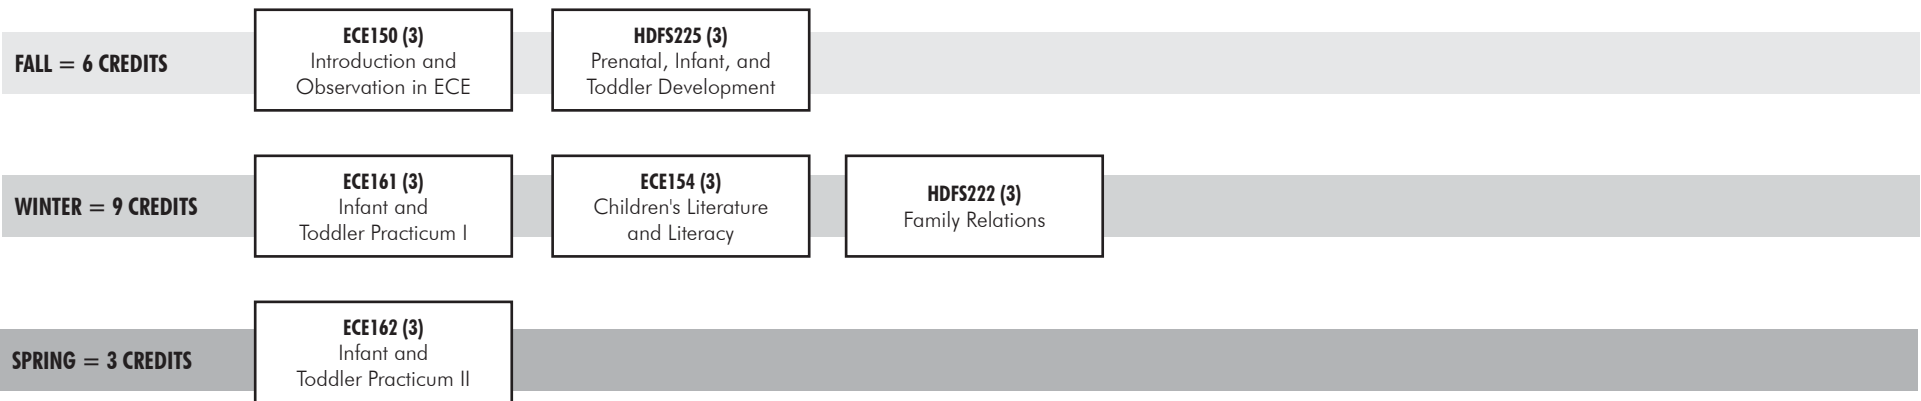 FALL = 6 CREDITS
ECE150 (3)
Introduction and
Observation in ECE
HDFS225 (3)
Prenatal, Infant, and
Toddler Development
WINTER = 9 CREDITS
ECE161 (3)
Infant and
Toddler Practicum I
ECE154 (3)
Children's Literature
and Literacy
HDFS222 (3)
Family Relations
SPRING = 3 CREDITS
ECE162 (3)
Infant and
Toddler Practicum II